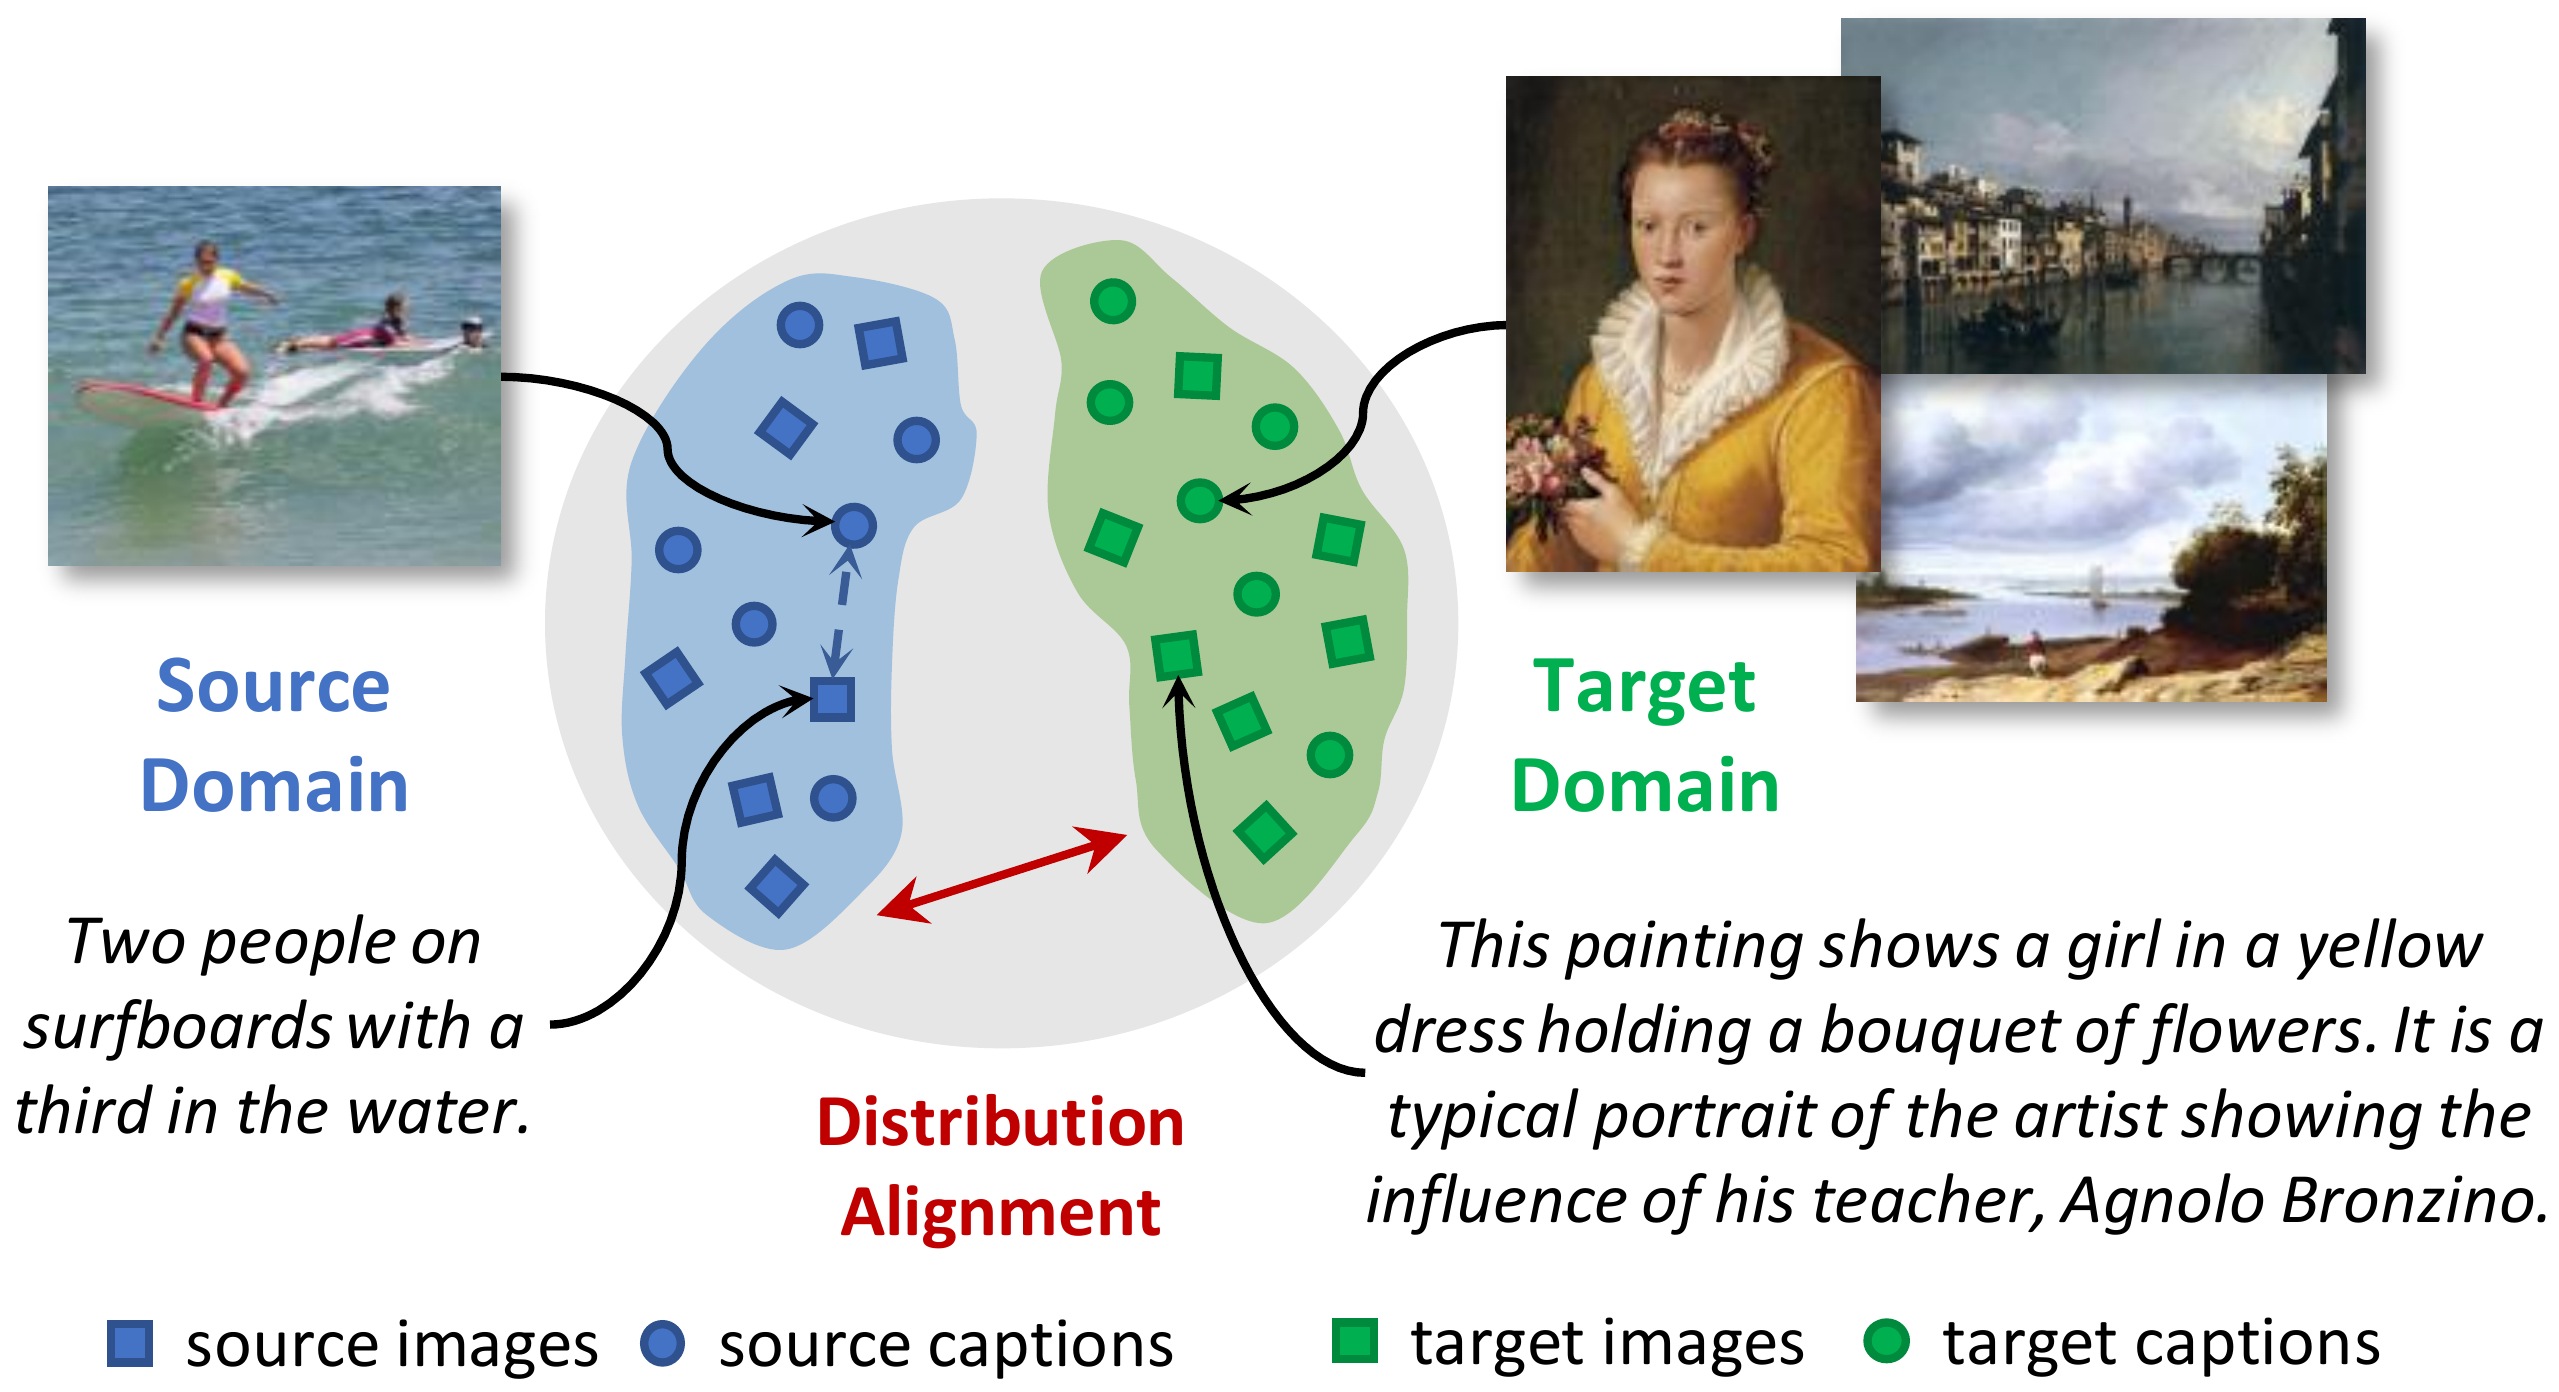 Source
Domain
Two people on
surfboards with a
third in the water.
Distribution
Alignment
Target
Domain
This painting shows a girl in a yellow
dress holding a bouquet of flowers. It is a
typical portrait of the artist showing the
influence of his teacher, Agnolo Bronzino.
source images source captions target images target captions